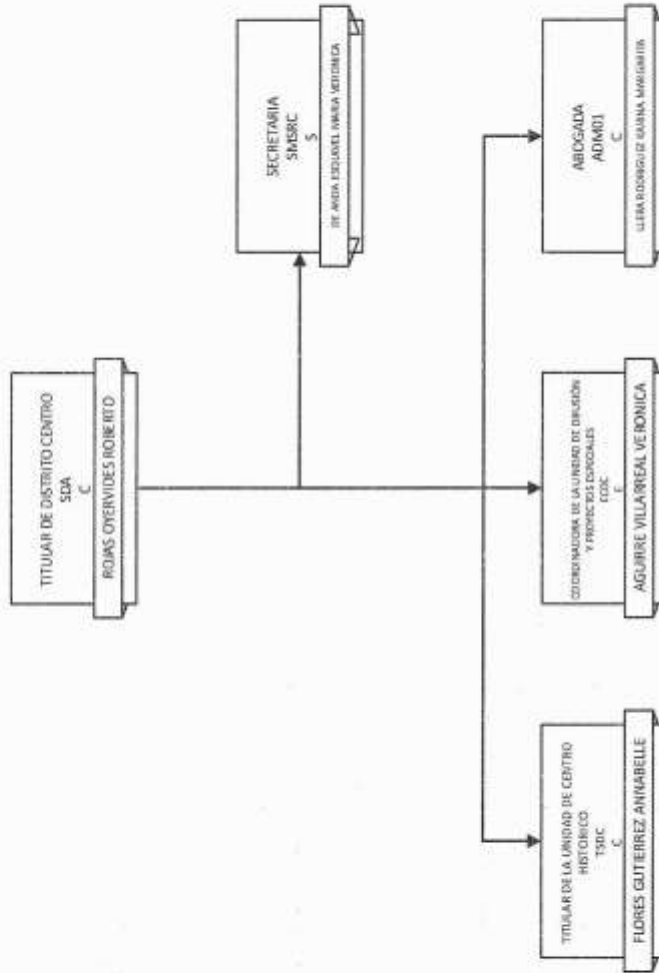 TITULAR DE DISTRITO CENTRO
SDA
C
ROJAS OYERVIDES ROBERTO
SECRETARIA
SMSRC
S
DE ANDA ESQUIVEL MARIA VERONICA
TITULAR DE LA UNIDAD DE CENTRO
HISTORICO
TSDC
C
FLORES GUTIERREZ ANNABELLE
COORDINADORA DE LA UNIDAD DE DIFUSIÓN
Y PROYECTOS ESPECIALES
AGUIRRE VILLARREAL VERONICA
ABOGADA
ADM01
C
RODRIGUEZ KARINA MARGARITA